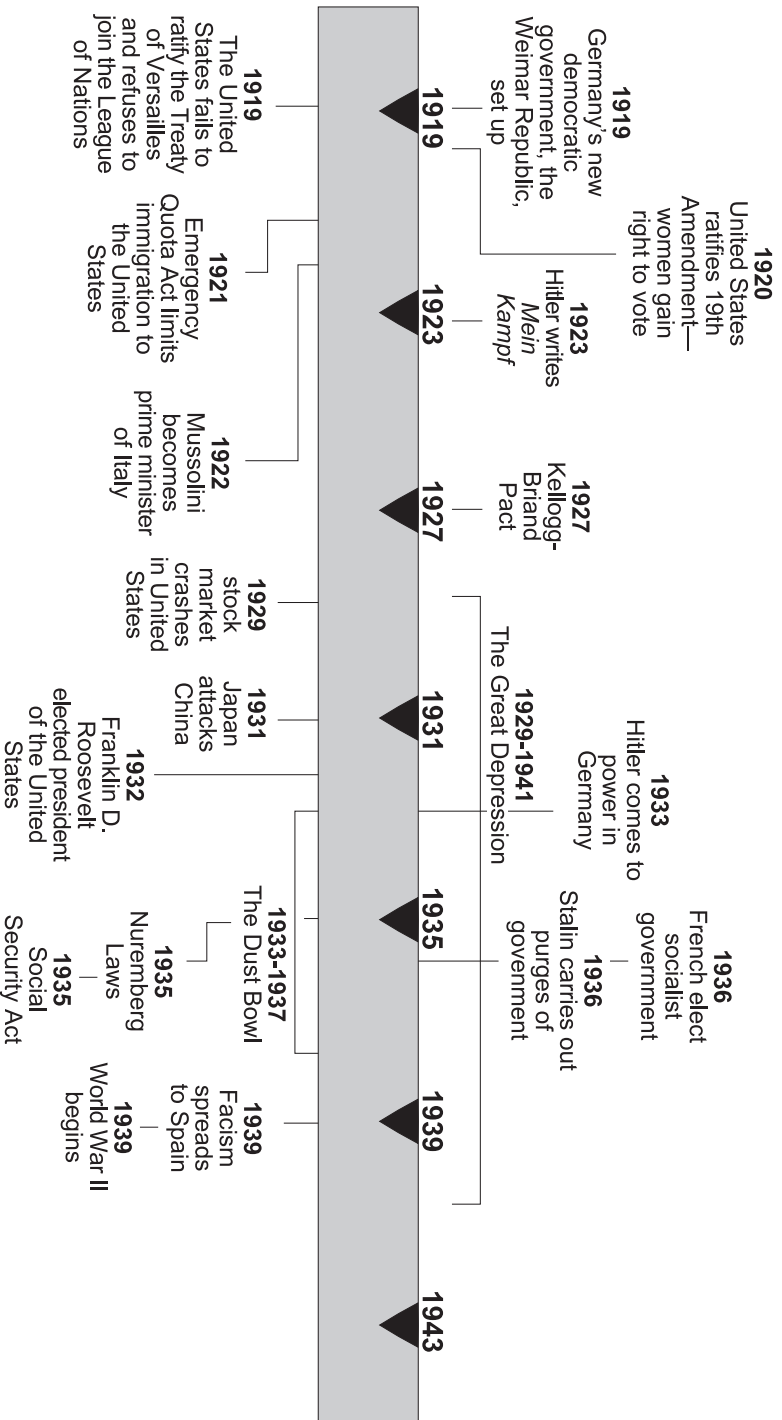 1920
United States
ratifies 19th
Amendment—
women gain
right to vote
1919
Germany's new
democratic
government, the
Weimar Republic,
set up
1923
Hitler writes
Mein
Kampf
1927
Kellogg-
Briand
Pact
1929-1941
The Great Depression
1933
Hitler comes to
power in
Germany
1936
French elect
socialist
government
1936
Stalin carries out
purges of
govenment
1919
1923
1927
1931
1935
1939
1943
1919
The United
States fails to
ratify the Treaty
of Versailles
and refuses to
join the League
of Nations
1921
Emergency
Quota Act limits
immigration to
the United
States
1922
Mussolini
becomes
prime minister
of Italy
1929
stock
market
crashes
in United
States
1931
Japan
attacks
China
1932
Franklin D.
Roosevelt
elected president
of the United
States
1933-1937
The Dust Bowl
1935
Nuremberg
Laws
1935
Social
Security Act
1939
Facism
spreads
to Spain
1939
World War II
begins